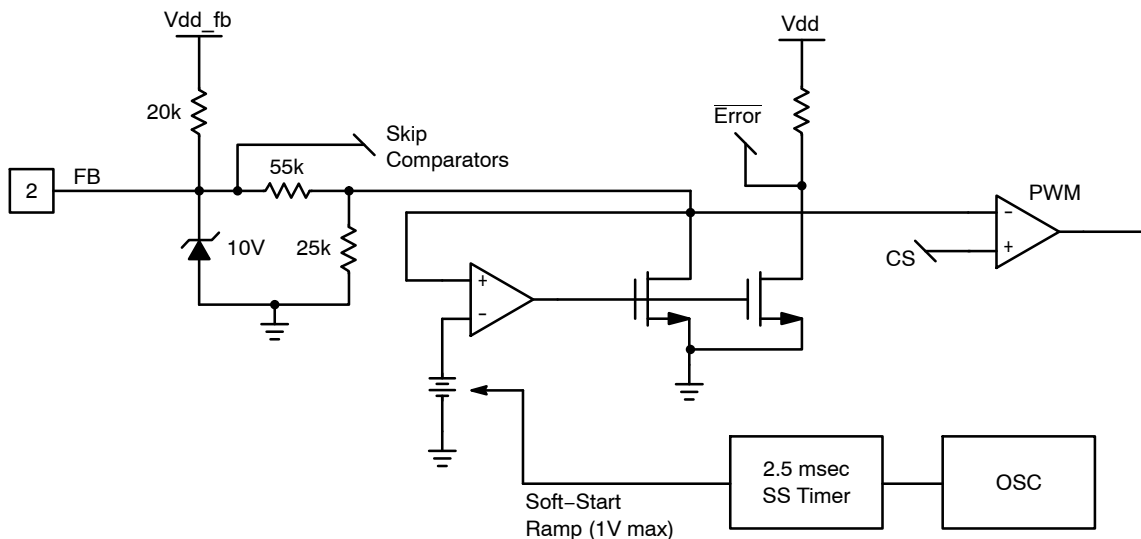 Vdd_fb
Vdd
20k
Error
Skip
Comparators
2
FB
55k
PWM
10V
25k
CS
+
−
−
+
2.5 msec
SS Timer
OSC
Soft−Start
Ramp (1V max)